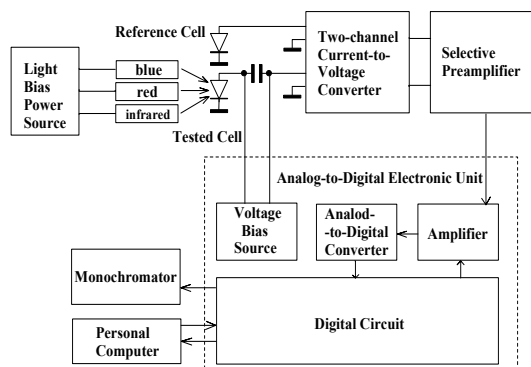 Reference Cell
Two-channel
Current-to-
Voltage
Converter
Selective
Preamplifier
Light
Bias
Power
Source
blue
red
infrared
Tested Cell
Analog-to-Digital Electronic Unit
Voltage
Bias
Source
Analod-
-to-Digital
Converter
Amplifier
Monochromator
Digital Circuit
Personal
Computer